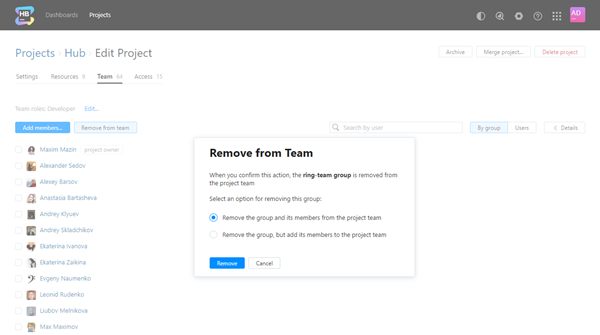 HB
Dashboards
Projects
AD
Projects
Hub
Edit Project
Archive
Merge project...
Delete project
Settings
Resources 6
Team 64
Access 15
Team roles: Developer Edit...
Add members...
Remove from team
Search by user
By group
Users
Details
Maxim Mazin project owner
Alexander Sedov
Alexey Barsov
Anastasia Bartasheva
Andrey Klyuev
Andrey Skladchikov
Ekaterina Ivanova
Ekaterina Zaikina
Evgeny Naumenko
Leonid Rudenko
Liubov Melnikova
Max Maximov
Remove from Team
When you confirm this action, the ring-team group is removed from
the project team
Select an option for removing this group:
Remove the group and its members from the project team
Remove the group, but add its members to the project team
Remove
Cancel